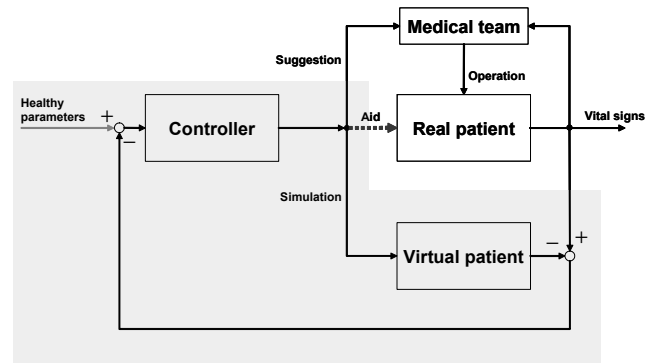 Medical team
Suggestion
Operation
Healthy
parameters
+
−
Controller
Aid
Real patient
Vital signs
Simulation
Virtual patient
−
+